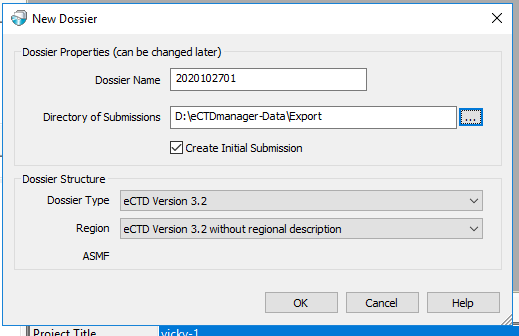 New Dossier
Dossier Properties (can be changed later)
Dossier Name 2020102701
Directory of Submissions D:\eCTDmanager-Data\Export ...
Create Initial Submission
Dossier Structure
Dossier Type eCTD Version 3.2
Region eCTD Version 3.2 without regional description
ASMF
OK Cancel Help
Project Title vicky-1